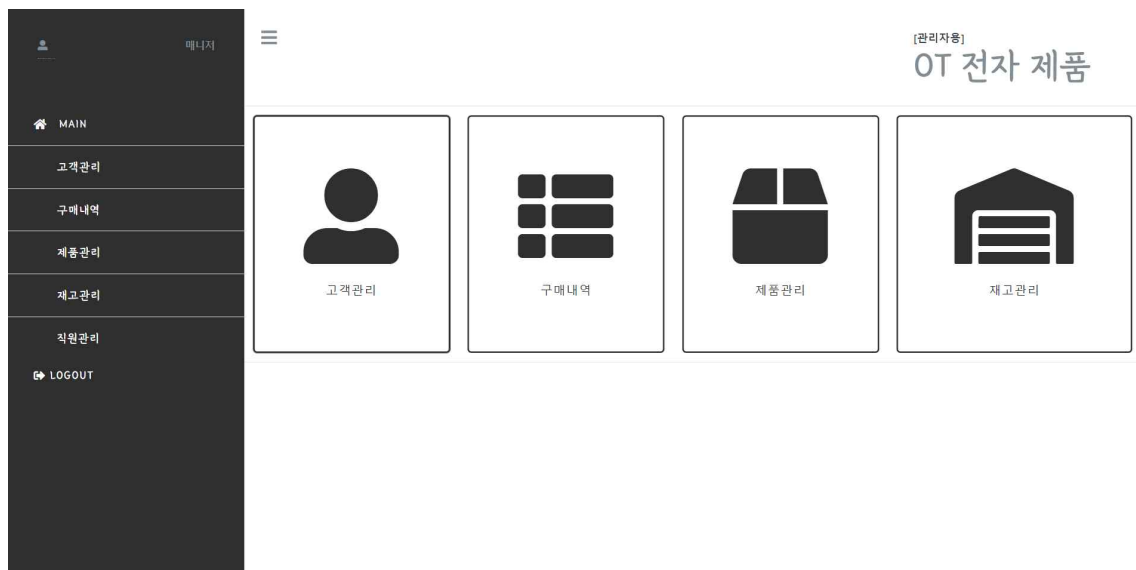 매니저
MAIN
고객관리
구매내역
제품관리
재고관리
직원관리
LOGOUT
[관리자용]
OT 전자 제품
고객관리
구매내역
제품관리
재고관리